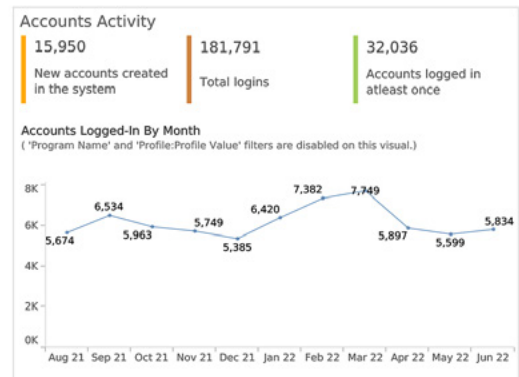 Accounts Activity
15,950
New accounts created
in the system
181,791
Total logins
32,036
Accounts logged in
atleast once
Accounts Logged-In By Month
( 'Program Name' and 'Profile:Profile Value' filters are disabled on this visual.)
8K
6K
4K
2K
0K
5,674
6,534
5,963
5,749
5,385
6,420
7,382
7,749
5,897
5,599
5,834
Aug 21 Sep 21 Oct 21 Nov 21 Dec 21 Jan 22 Feb 22 Mar 22 Apr 22 May 22 Jun 22